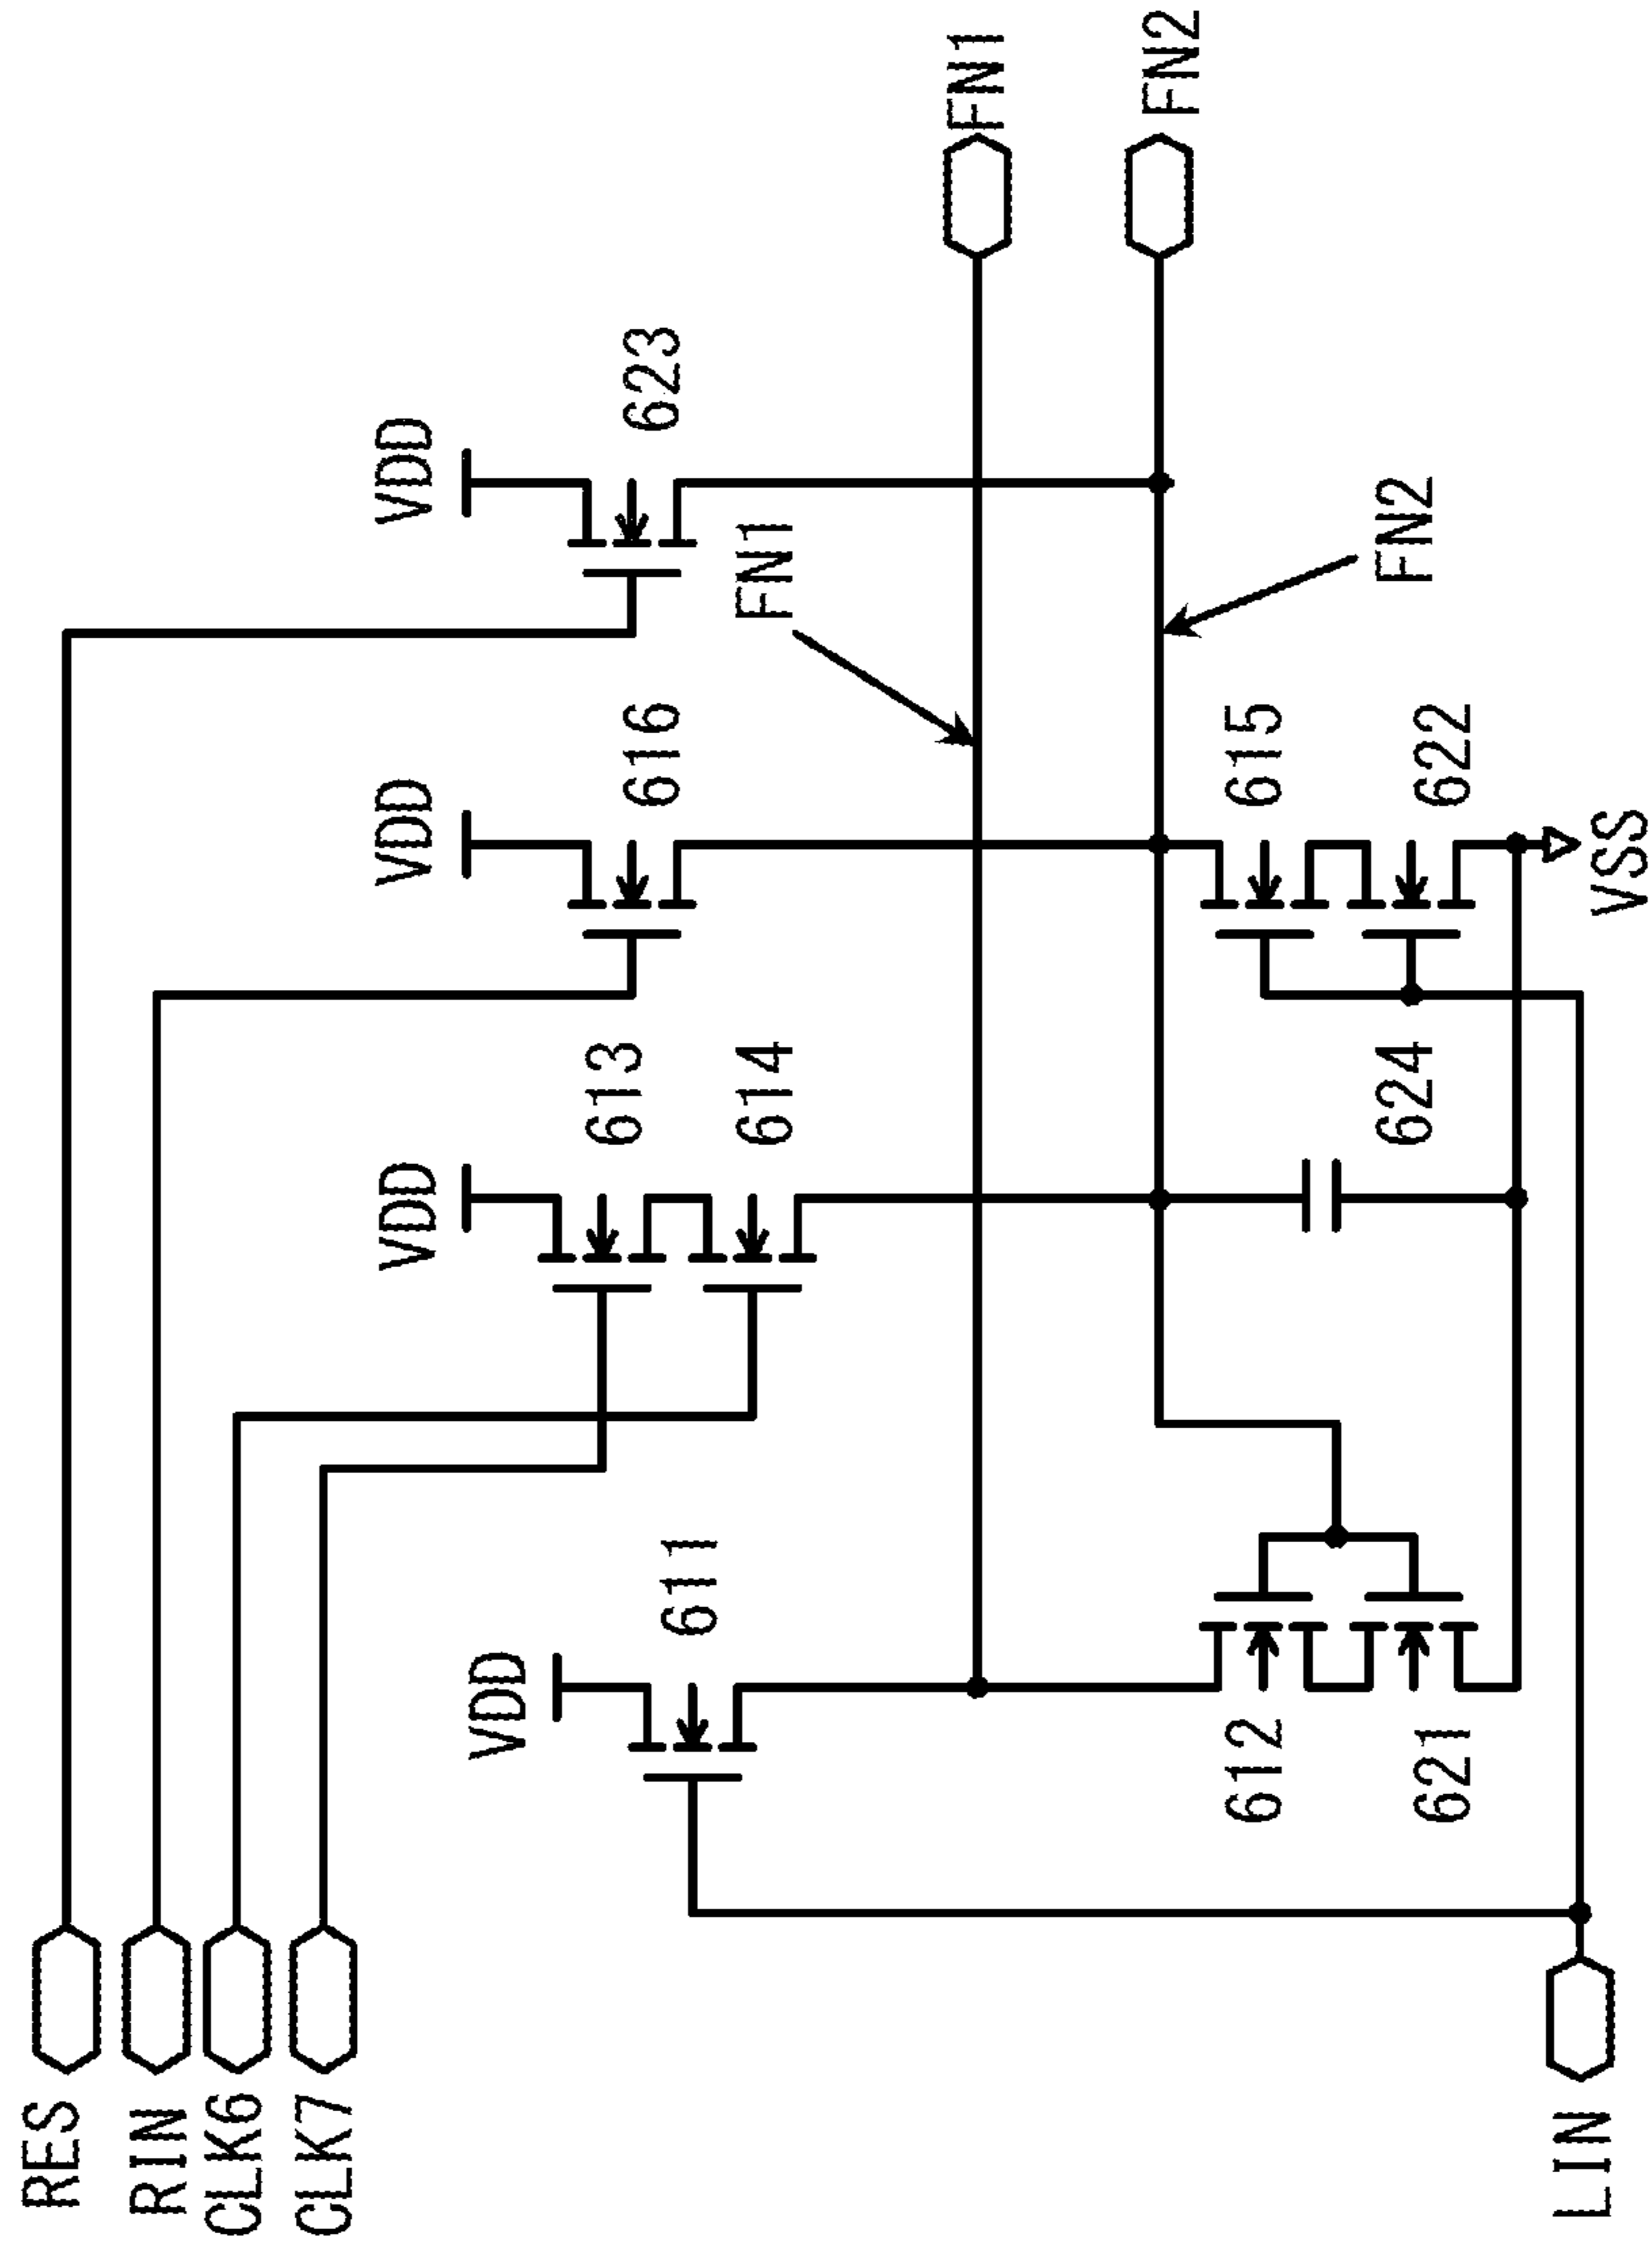 RES
RIN
CLK6
CLK7
LIN
VDD
611
612
621
VDD
613
614
624
VDD
616
615
622
VSS
VDD
623
FN1
FN2
FN1
FN2